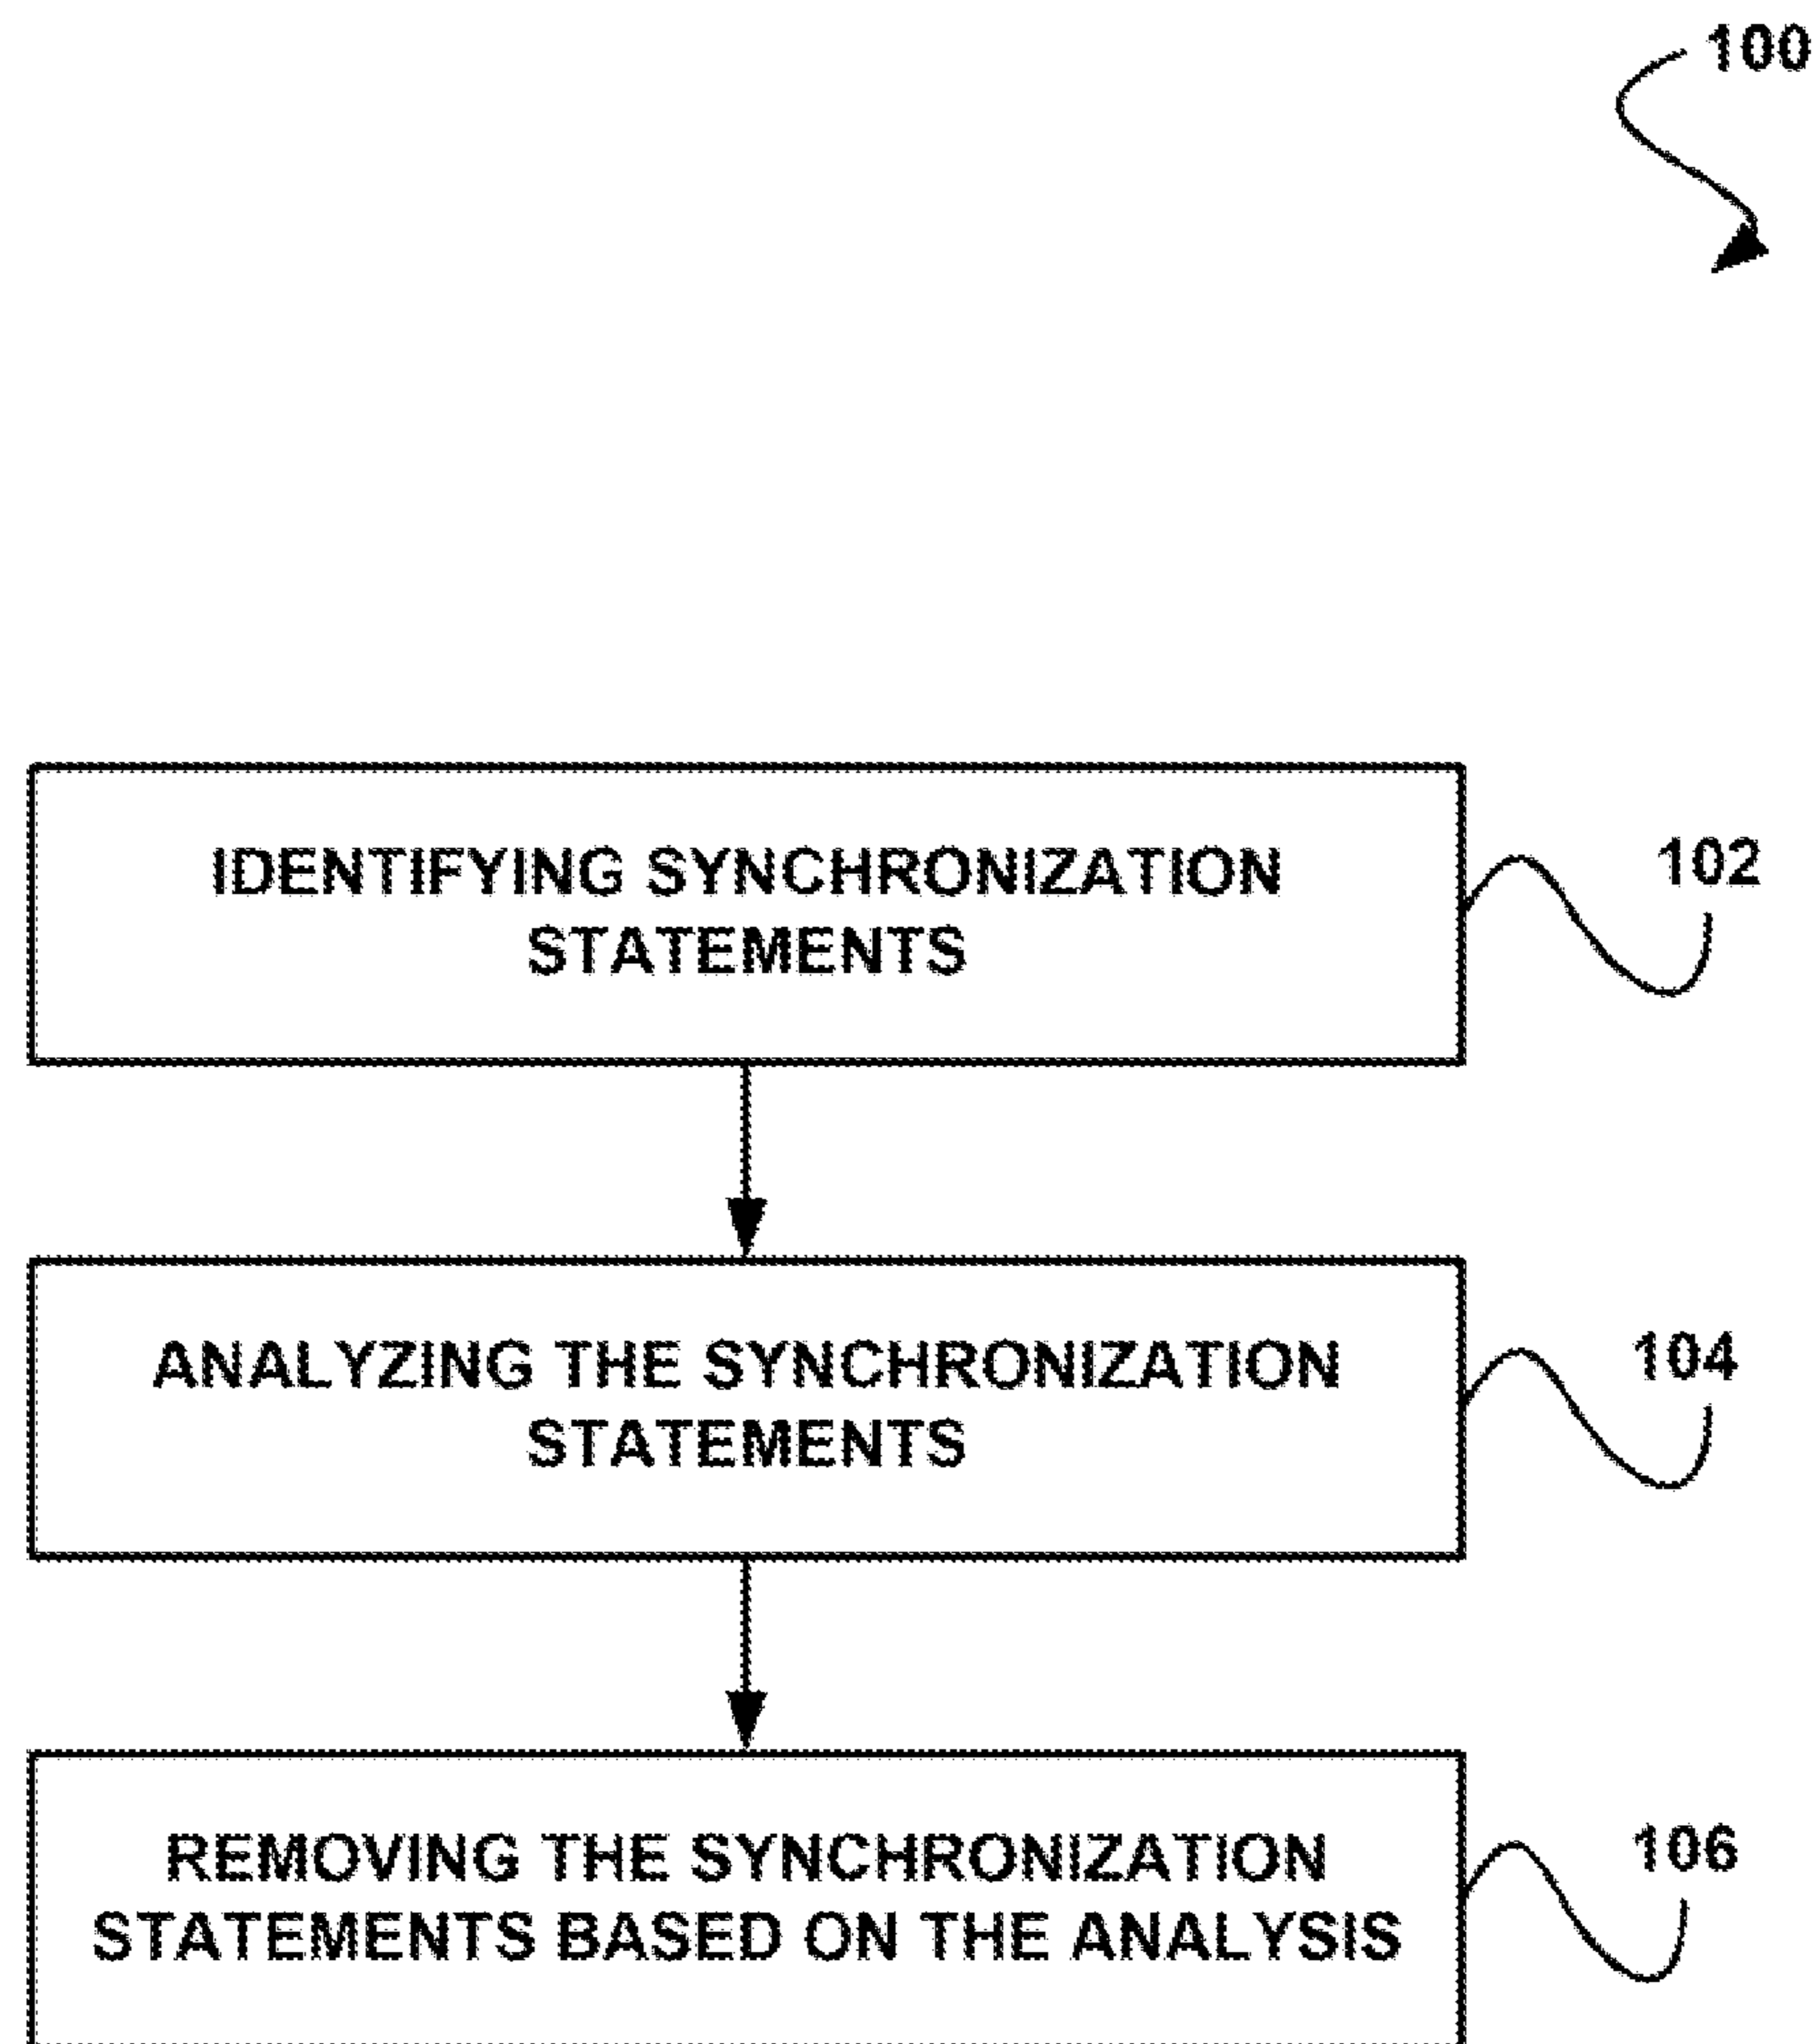 100
IDENTIFYING SYNCHRONIZATION
STATEMENTS
102
ANALYZING THE SYNCHRONIZATION
STATEMENTS
104
REMOVING THE SYNCHRONIZATION
STATEMENTS BASED ON THE ANALYSIS
106